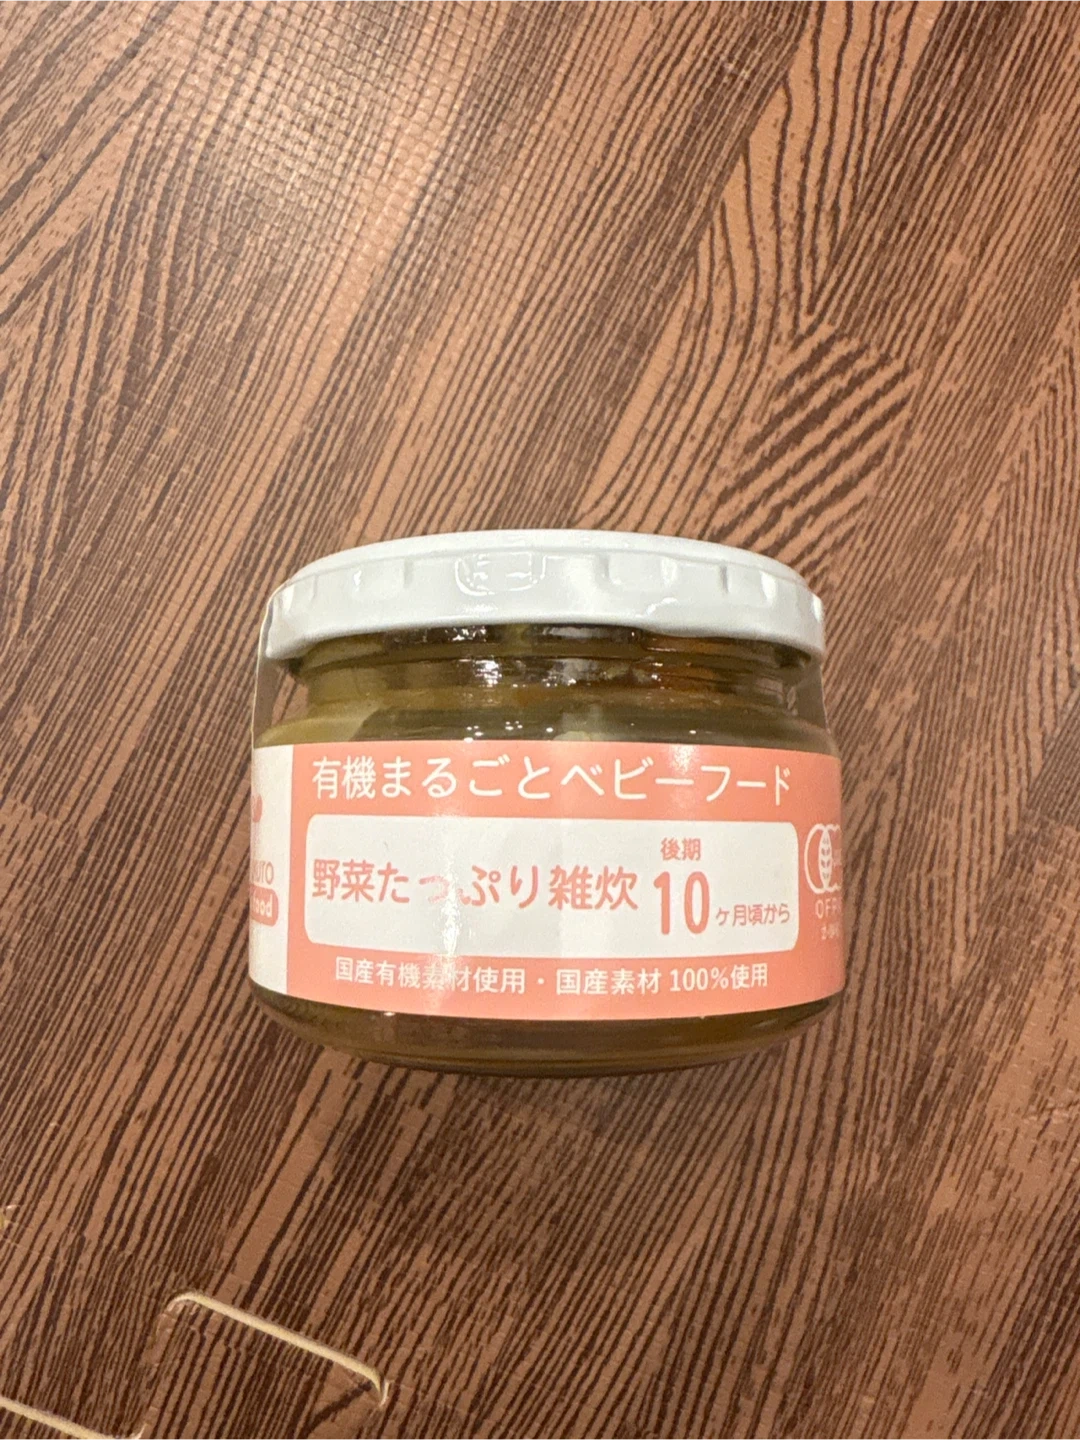 有機まるごとベビーフード
野菜たっぷり雑炊
後期
10ヶ月頃から
国産有機素材使用・国産素材100%使用
food